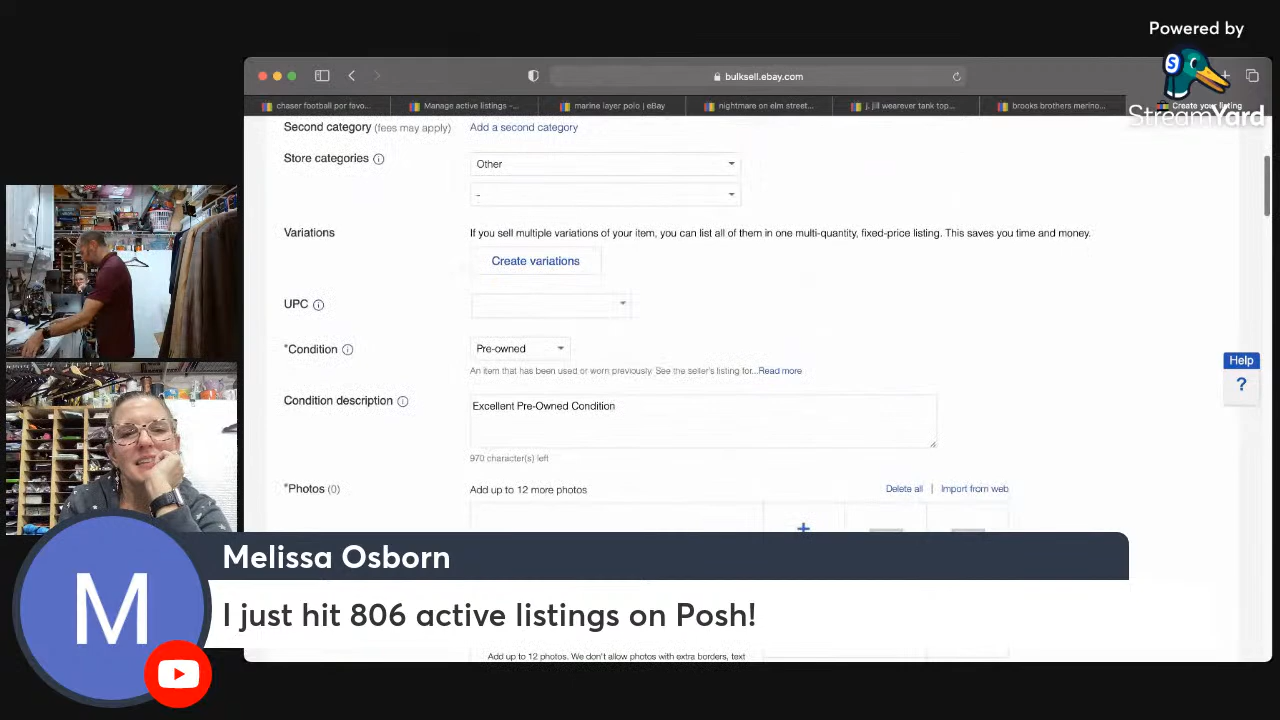 Powered by
StreamYard
bulksell.ebay.com
chaser football por favo...
Manage active listings -...
marine layer polo | eBay
nightmare on elm street...
j. jill wearever tank top...
brooks brothers merino...
Create your listing
Second category (fees may apply)
Add a second category
Store categories
Other
-
Variations
If you sell multiple variations of your item, you can list all of them in one multi-quantity, fixed-price listing. This saves you time and money.
Create variations
UPC
*Condition
Pre-owned
An item that has been used or worn previously. See the seller's listing for...Read more
Condition description
Excellent Pre-Owned Condition
970 character(s) left
*Photos (0)
Add up to 12 more photos
Delete all | Import from web
Help
?
M
Melissa Osborn
I just hit 806 active listings on Posh!
Add up to 12 photos. We don't allow photos with extra borders, text